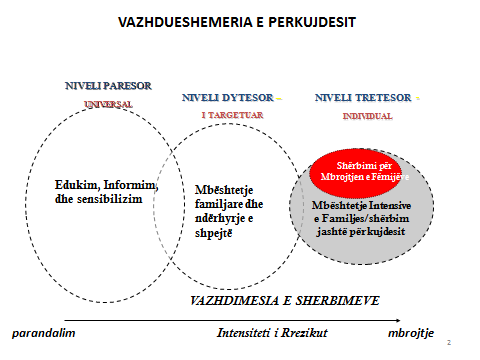 VAZHDUESHEMERIA E PERKUJDESIT
NIVELI PARESOR
UNIVERSAL
NIVELI DYTESOR –
I TARGETUAR
NIVELI TRETESOR -
INDIVIDUAL
Edukim, Informim,
dhe sensibilizim
Mbështetje
familjare dhe
ndërhyrje e
shpejtë
Shërbimi për
Mbrojtjen e Fëmijëve
Mbështetje Intensive
e Familjes/shërbim
jashtë përkujdesit
VAZHDIMESIA E SHERBIMEVE
parandalim
Intensiteti i Rrezikut
mbrojtje
2